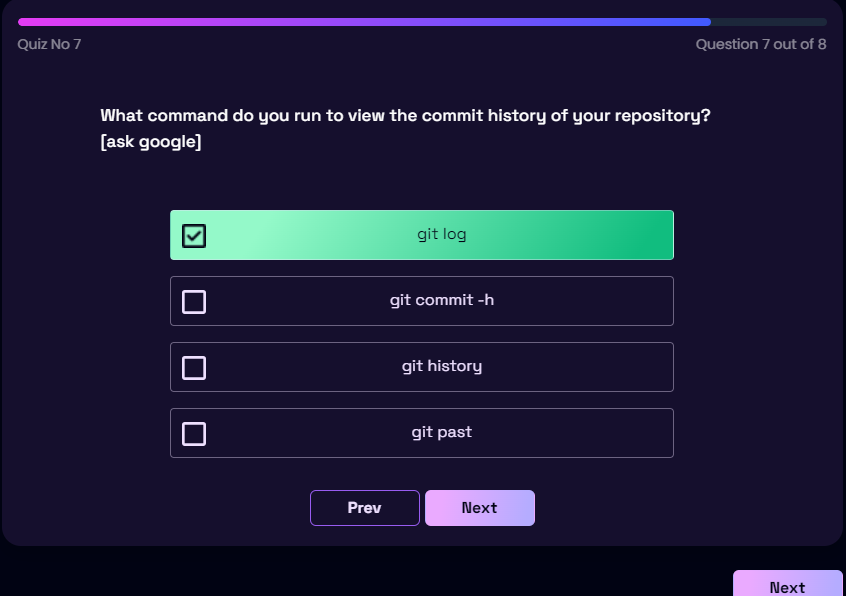 Quiz No 7
Question 7 out of 8
What command do you run to view the commit history of your repository?
[ask google]
git log
git commit -h
git history
git past
Prev
Next
Next